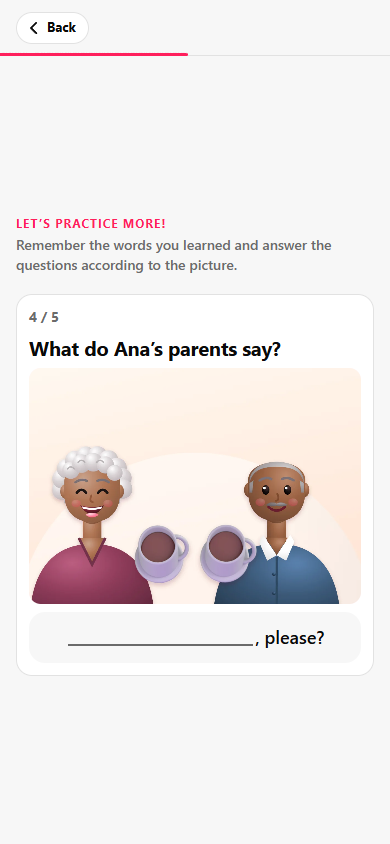 Back
LET'S PRACTICE MORE!
Remember the words you learned and answer the
questions according to the picture.
4 / 5
What do Ana's parents say?
____________________, please?